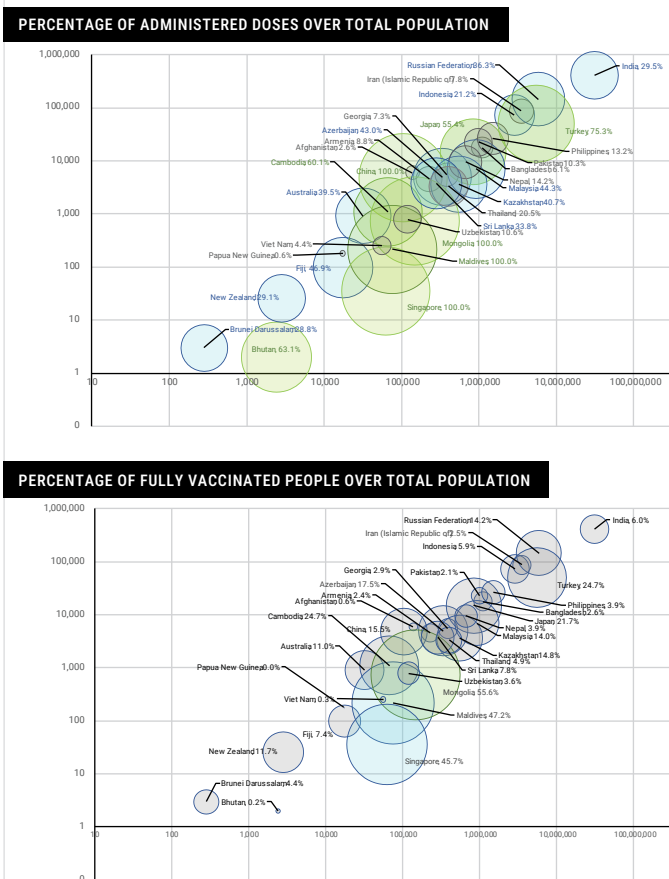 PERCENTAGE OF ADMINISTERED DOSES OVER TOTAL POPULATION
1,000,000
Russian Federation, 86.3%
India, 29.5%
Iran (Islamic Republic of), 7.8%
Indonesia, 21.2%
100,000
Georgia, 7.3%
Japan, 55.4%
Azerbaijan, 43.0%
Turkey, 75.3%
Armenia, 8.8%
Afghanistan, 2.6%
Philippines, 13.2%
10,000
Cambodia, 60.1%
Pakistan, 10.3%
China, 100.0%
Bangladesh, 6.1%
Nepal, 14.2%
Australia, 39.5%
Malaysia, 44.3%
Kazakhstan, 40.7%
1,000
Thailand, 20.5%
Sri Lanka, 33.8%
Uzbekistan, 10.6%
Viet Nam, 4.4%
Mongolia, 100.0%
Papua New Guinea, 0.6%
Maldives, 100.0%
100
Fiji, 46.9%
New Zealand, 29.1%
Singapore, 100.0%
10
Brunei Darussalam, 28.8%
Bhutan, 63.1%
1
10 100 1,000 10,000 100,000 1,000,000 10,000,000 100,000,000
0
PERCENTAGE OF FULLY VACCINATED PEOPLE OVER TOTAL POPULATION
1,000,000
Russian Federation, 14.2%
India, 6.0%
Iran (Islamic Republic of), 2.5%
Indonesia, 5.9%
100,000
Georgia, 2.9%
Pakistan, 2.1%
Azerbaijan, 17.5%
Turkey, 24.7%
Armenia, 2.4%
Afghanistan, 0.6%
Philippines, 3.9%
10,000
Bangladesh, 2.6%
Cambodia, 24.7%
Japan, 21.7%
China, 15.5%
Nepal, 3.9%
Malaysia, 14.0%
Australia, 11.0%
Kazakhstan, 14.8%
Thailand, 4.9%
1,000
Papua New Guinea, 0.0%
Sri Lanka, 7.8%
Uzbekistan, 3.6%
Mongolia, 55.6%
Viet Nam, 0.3%
Maldives, 47.2%
100
Fiji, 7.4%
New Zealand, 11.7%
Singapore, 45.7%
10
Brunei Darussalam, 4.4%
Bhutan, 0.2%
1
10 100 1,000 10,000 100,000 1,000,000 10,000,000 100,000,000
0